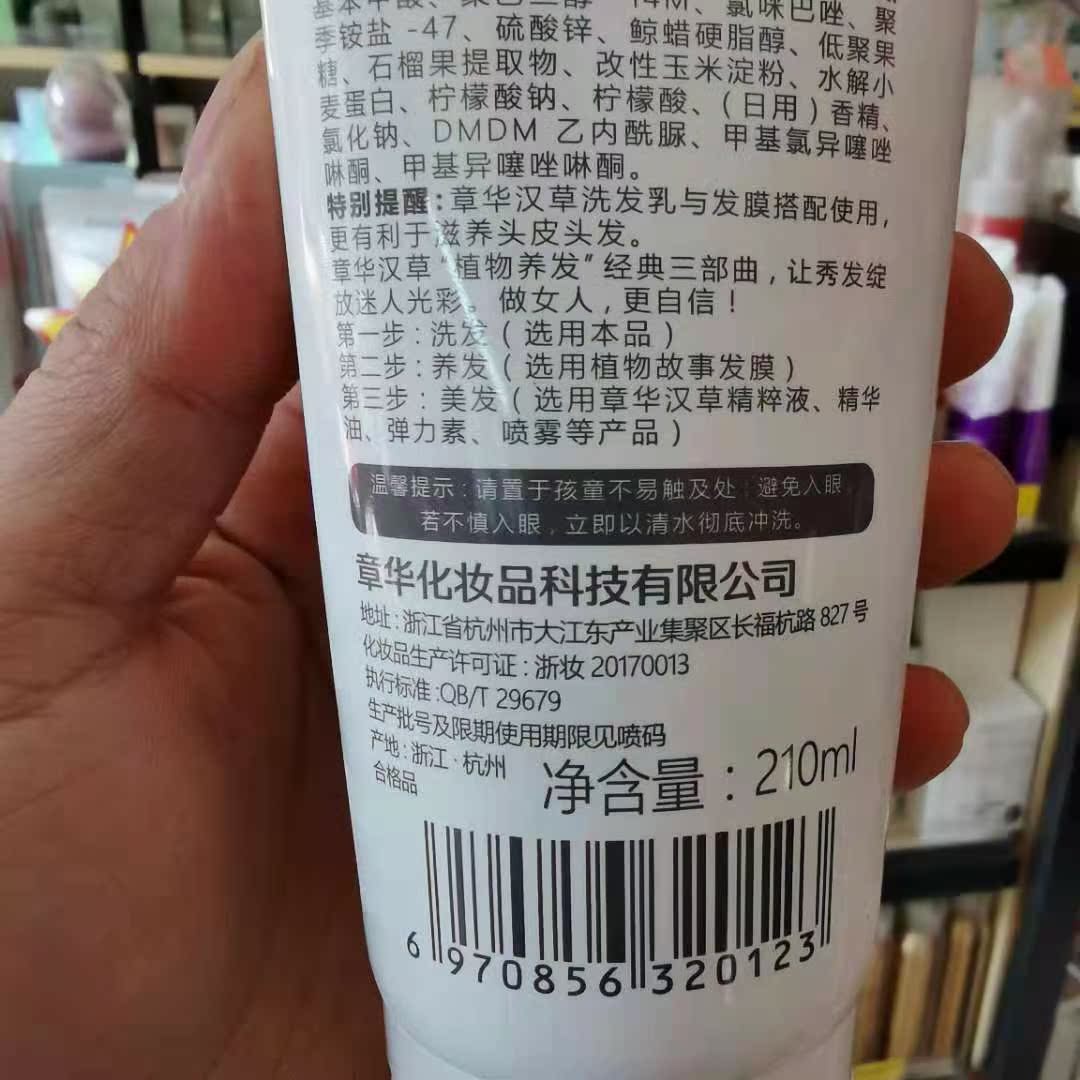 季铵盐 -47、硫酸锌、鲸蜡硬脂醇、低聚果
糖、石榴果提取物、改性玉米淀粉、水解小
麦蛋白、柠檬酸钠、柠檬酸、（日用）香精、
氯化钠、DMDM 乙内酰脲、甲基氯异噻唑
啉酮、甲基异噻唑啉酮。
特别提醒:章华汉草洗发乳与发膜搭配使用，
更有利于滋养头皮头发。
章华汉草“植物养发”经典三部曲，让秀发绽
放迷人光彩。做女人，更自信！
第一步：洗发（选用本品）
第二步：养发（选用植物故事发膜）
第三步：美发（选用章华汉草精粹液、精华
油、弹力素、喷雾等产品）
温馨提示：请置于孩童不易触及处；避免入眼，
若不慎入眼，立即以清水彻底冲洗。
章华化妆品科技有限公司
地址：浙江省杭州市大江东产业集聚区长福杭路 827 号
化妆品生产许可证：浙妆 20170013
执行标准:QB/T 29679
生产批号及限期使用期限见喷码
产地：浙江·杭州
合格品
净含量：210ml
6 970856 320123